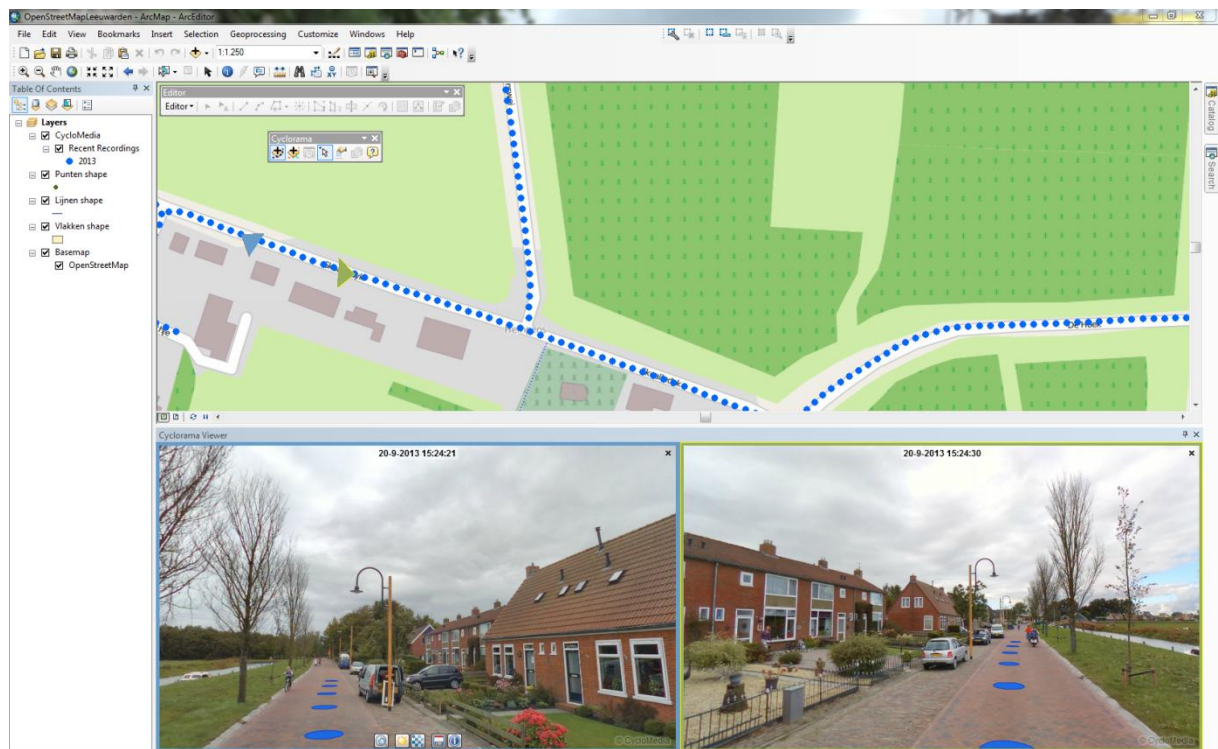 OpenStreetMapLeeuwarden - ArcMap - ArcEditor
File Edit View Bookmarks Insert Selection Geoprocessing Customize Windows Help
1:1.250
Table Of Contents
Layers
CycloMedia
Recent Recordings
2013
Punten shape
Lijnen shape
Vlakken shape
Basemap
OpenStreetMap
Editor
Editor
Cyclorama
De Hoek
Catalog
Search
Cyclorama Viewer
20-9-2013 15:24:21
20-9-2013 15:24:30
© CycloMedia
© CycloMedia